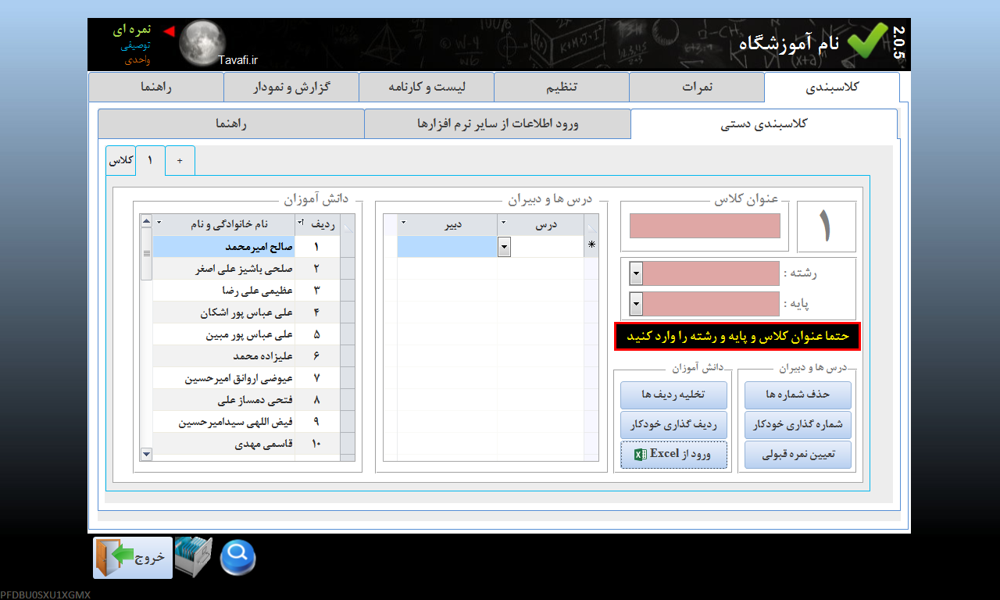 2.0.5
نام آموزشگاه
Tavafi.ir
نمره ای
توصیفی
واحدی
کلاسبندی
نمرات
تنظیم
لیست و کارنامه
گزارش و نمودار
راهنما
کلاسبندی دستی
ورود اطلاعات از سایر نرم افزارها
راهنما
کلاس
۱
+
۱
عنوان کلاس
رشته :
پایه :
حتما عنوان کلاس و پایه و رشته را وارد کنید
درس ها و دبیران
حذف شماره ها
شماره گذاری خودکار
تعیین نمره قبولی
دانش آموزان
تخلیه ردیف ها
ردیف گذاری خودکار
ورود از Excel
درس ها و دبیران
درس دبیر
*
دانش آموزان
ردیف نام خانوادگی و نام
۱ صالح امیرمحمد
۲ صلحی یاشیز علی اصغر
۳ عظیمی علی رضا
۴ علی عباس پور اشکان
۵ علی عباس پور مبین
۶ علیزاده محمد
۷ عیوضی اروانق امیرحسین
۸ فتحی دمساز علی
۹ فیض اللهی سیدامیرحسین
۱۰ قاسمی مهدی
خروج
PFDBU0SXU1XGMX